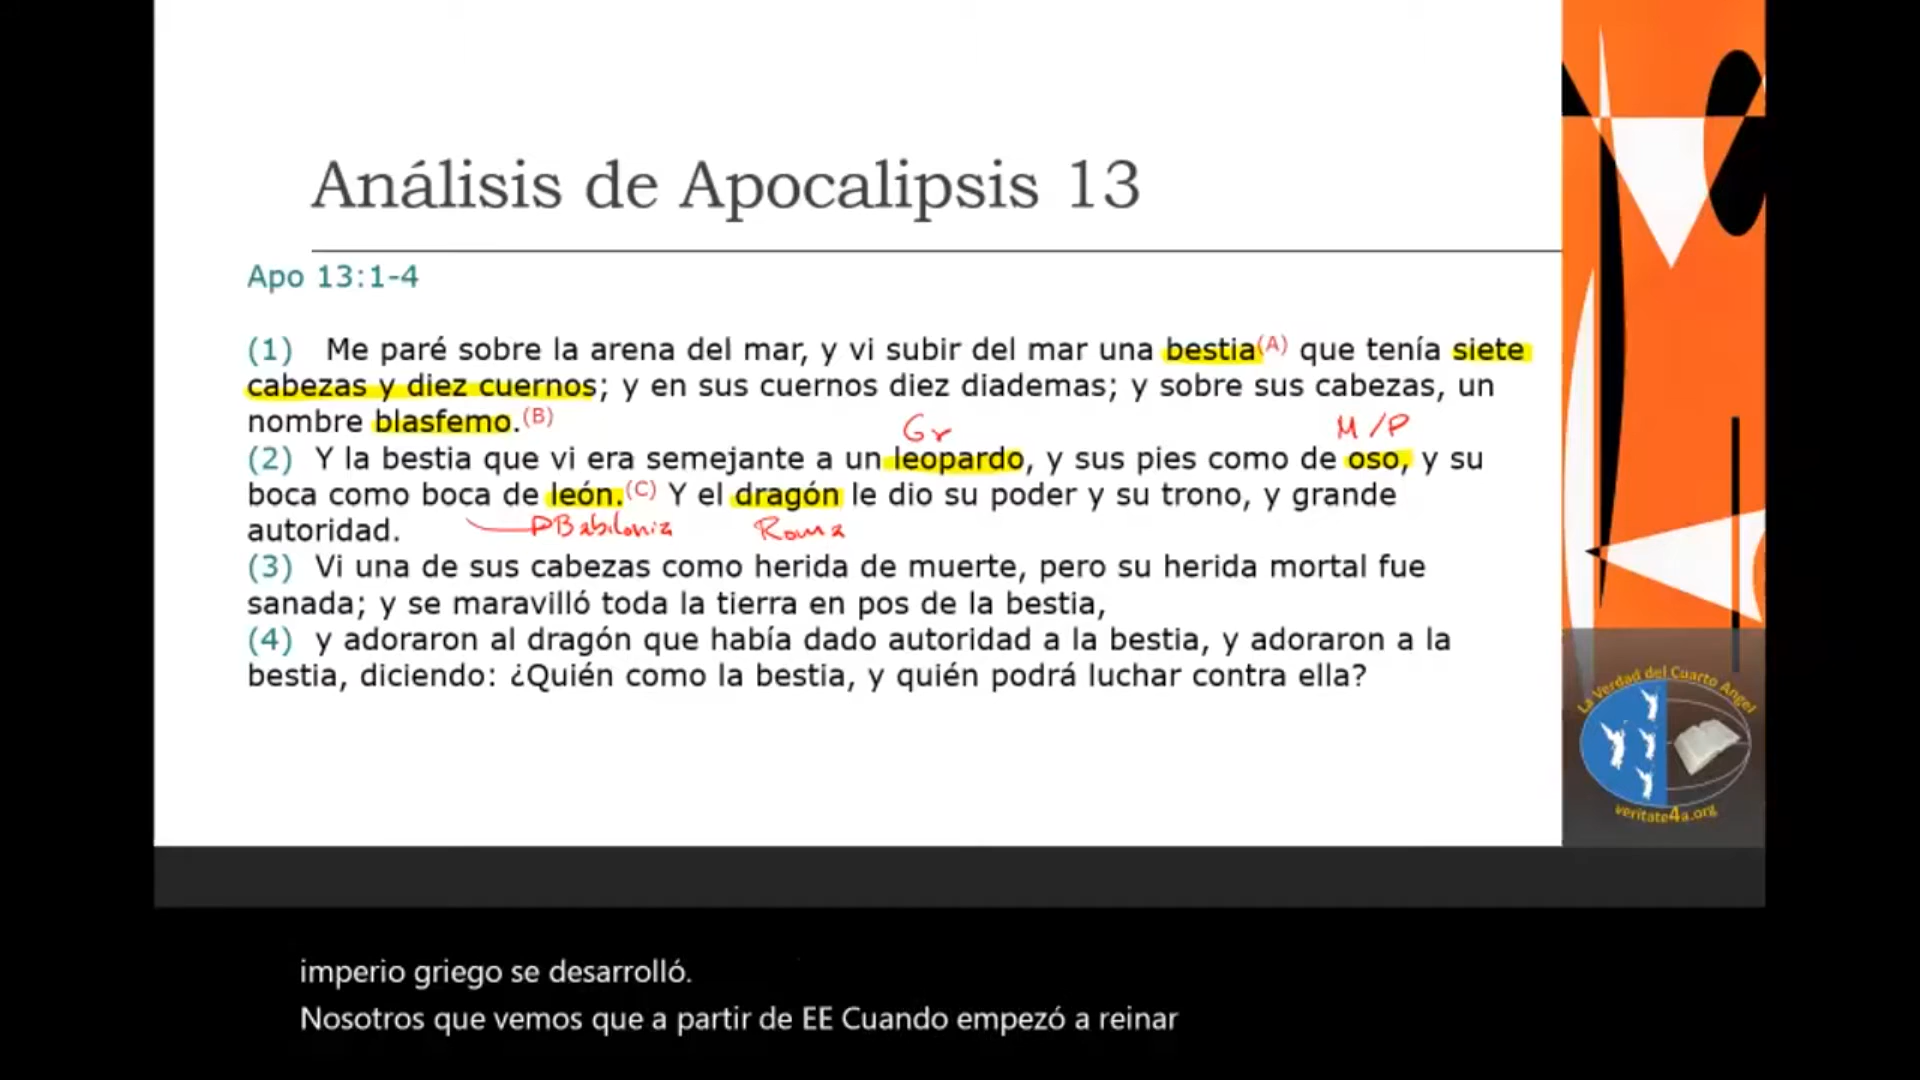 Análisis de Apocalipsis 13
Apo 13:1-4
(1) Me paré sobre la arena del mar, y vi subir del mar una bestia(A) que tenía siete
cabezas y diez cuernos; y en sus cuernos diez diademas; y sobre sus cabezas, un
nombre blasfemo.(B)
Gr M/P
(2) Y la bestia que vi era semejante a un leopardo, y sus pies como de oso, y su
boca como boca de león.(C) Y el dragón le dio su poder y su trono, y grande
autoridad. Babilonia Roma
(3) Vi una de sus cabezas como herida de muerte, pero su herida mortal fue
sanada; y se maravilló toda la tierra en pos de la bestia,
(4) y adoraron al dragón que había dado autoridad a la bestia, y adoraron a la
bestia, diciendo: ¿Quién como la bestia, y quién podrá luchar contra ella?
La Verdad del Cuarto Angel
veritate4a.org
imperio griego se desarrolló.
Nosotros que vemos que a partir de EE Cuando empezó a reinar